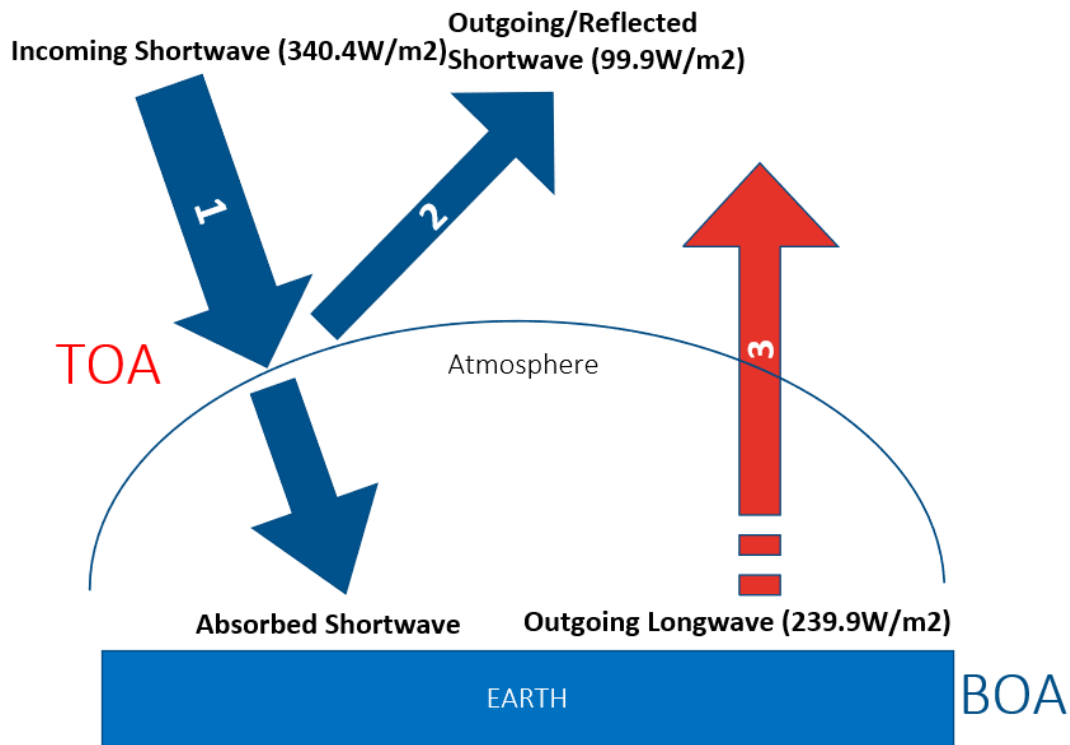 Incoming Shortwave (340.4W/m2)
Outgoing/Reflected
Shortwave (99.9W/m2)
1
2
3
TOA
Atmosphere
Absorbed Shortwave
Outgoing Longwave (239.9W/m2)
EARTH
BOA